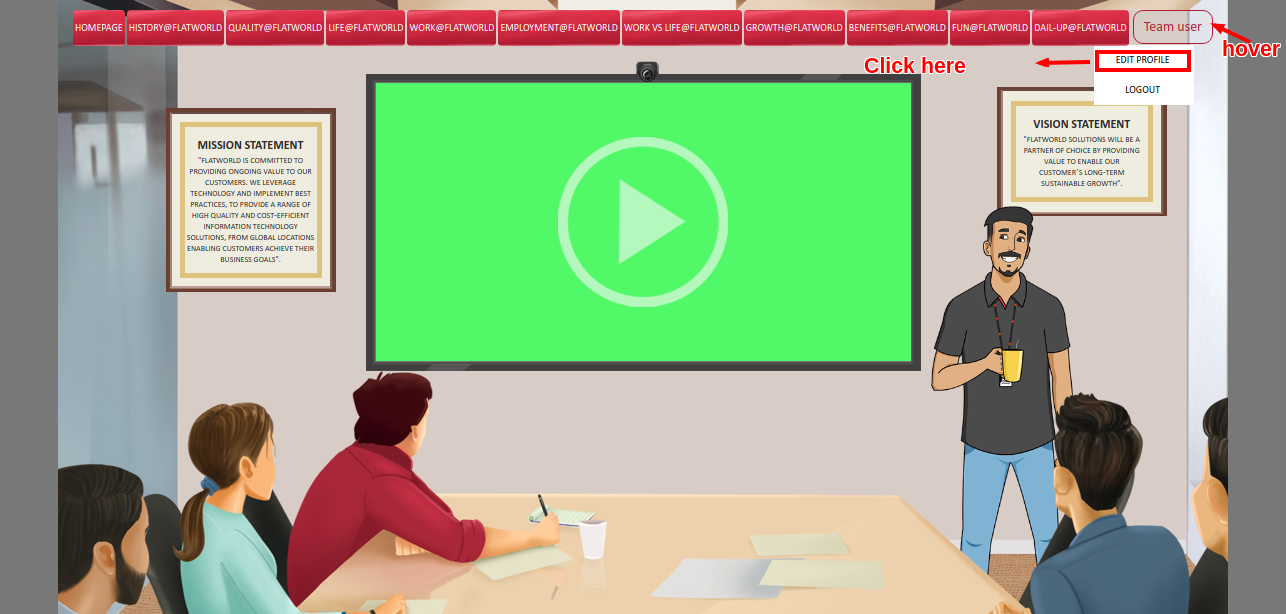 HOMEPAGE HISTORY@FLATWORLD QUALITY@FLATWORLD LIFE@FLATWORLD WORK@FLATWORLD EMPLOYMENT@FLATWORLD WORK VS LIFE@FLATWORLD GROWTH@FLATWORLD BENEFITS@FLATWORLD FUN@FLATWORLD DAIL-UP@FLATWORLD Team user
hover
Click here
EDIT PROFILE
LOGOUT
MISSION STATEMENT
"FLATWORLD IS COMMITTED TO
PROVIDING ONGOING VALUE TO OUR
CUSTOMERS. WE LEVERAGE
TECHNOLOGY AND IMPLEMENT BEST
PRACTICES, TO PROVIDE A RANGE OF
HIGH QUALITY AND COST-EFFICIENT
INFORMATION TECHNOLOGY
SOLUTIONS, FROM GLOBAL LOCATIONS
ENABLING CUSTOMERS ACHIEVE THEIR
BUSINESS GOALS".
VISION STATEMENT
"FLATWORLD SOLUTIONS WILL BE A
PARTNER OF CHOICE BY PROVIDING
VALUE TO ENABLE OUR
CUSTOMER'S LONG-TERM
SUSTAINABLE GROWTH".